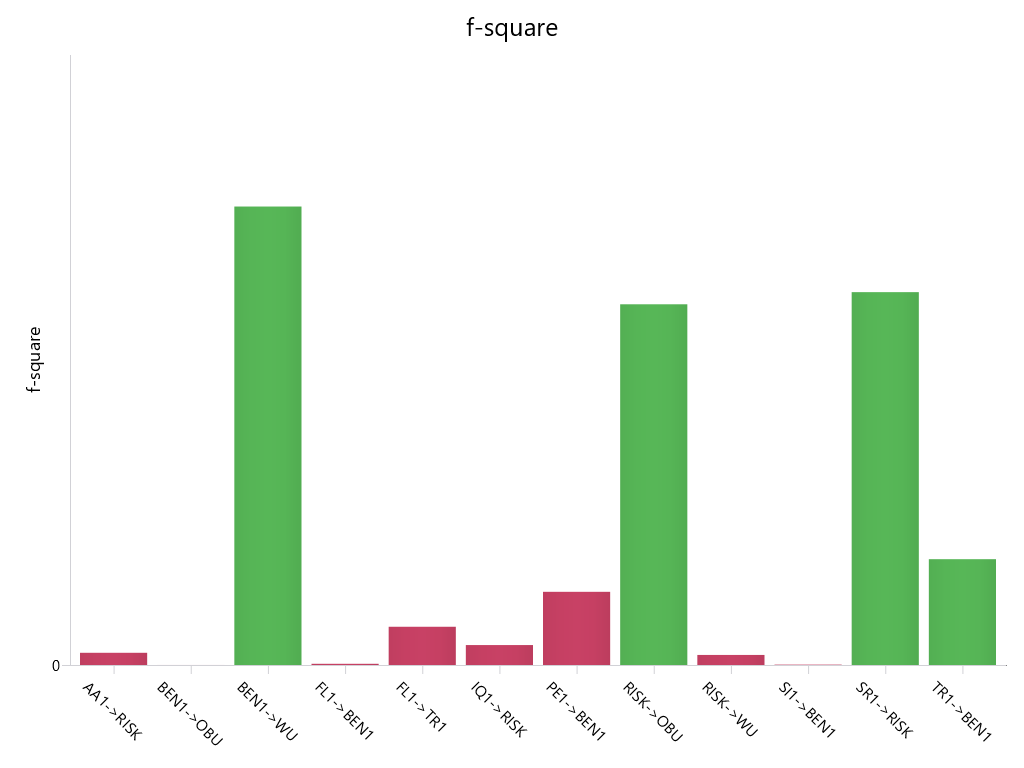 f-square
f-square
0
AA1->RISK
BEN1->OBU
BEN1->WU
FL1->BEN1
FL1->TR1
IQ1->RISK
PE1->BEN1
RISK->OBU
RISK->WU
SI1->BEN1
SR1->RISK
TR1->BEN1